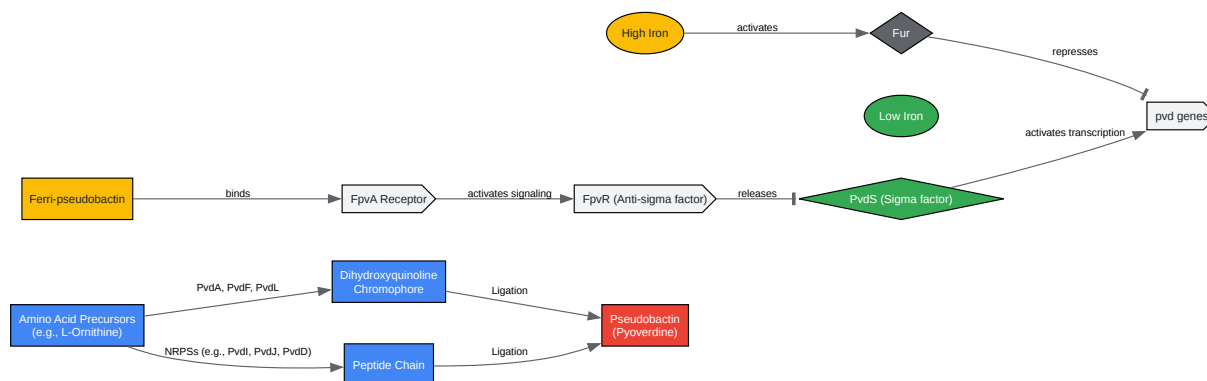 High Iron
activates
Fur
represses
Low Iron
pvd genes
activates transcription
Ferri-pseudobactin
binds
FpvA Receptor
activates signaling
FpvR (Anti-sigma factor)
releases
PvdS (Sigma factor)
Amino Acid Precursors
(e.g., L-Ornithine)
PvdA, PvdF, PvdL
Dihydroxyquinoline
Chromophore
Ligation
NRPSs (e.g., PvdI, PvdJ, PvdD)
Peptide Chain
Ligation
Pseudobactin
(Pyoverdine)